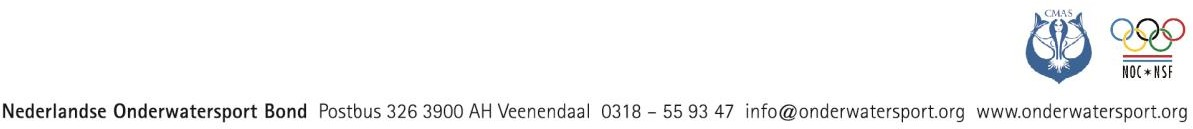 CMAS
NOC*NSF
Nederlandse Onderwatersport Bond Postbus 326 3900 AH Veenendaal 0318 – 55 93 47 info@onderwatersport.org www.onderwatersport.org